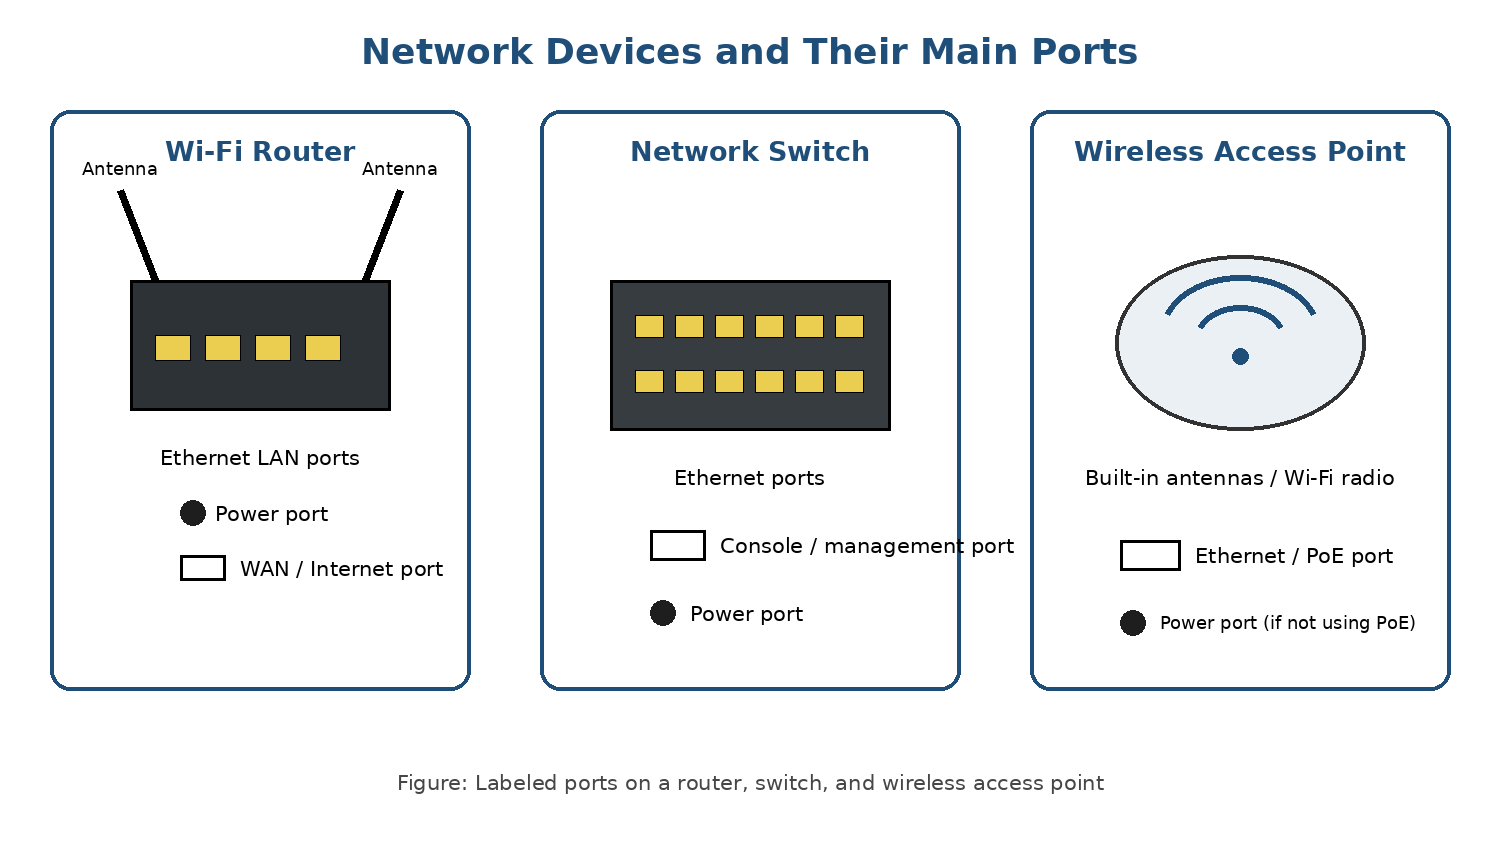 Network Devices and Their Main Ports
Wi-Fi Router
Antenna
Antenna
Ethernet LAN ports
Power port
WAN / Internet port
Network Switch
Ethernet ports
Console / management port
Power port
Wireless Access Point
Built-in antennas / Wi-Fi radio
Ethernet / PoE port
Power port (if not using PoE)
Figure: Labeled ports on a router, switch, and wireless access point